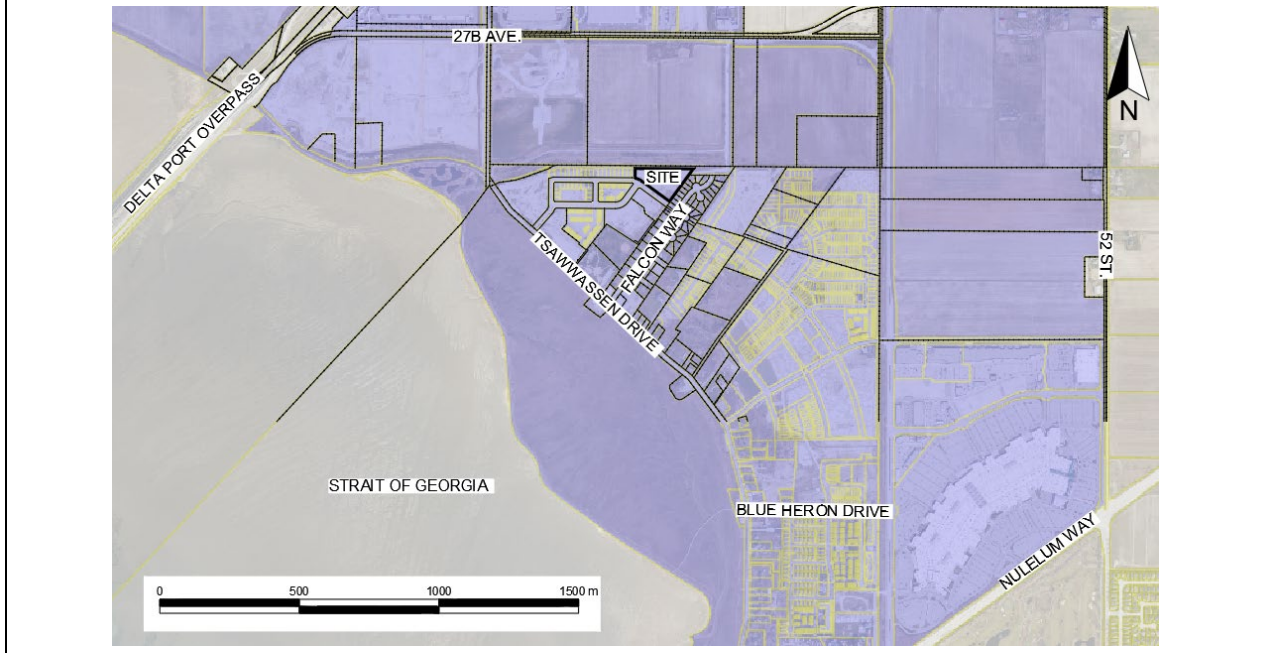 27B AVE.
DELTA PORT OVERPASS
N
SITE
FALCON WAY
TSAWWASSEN DRIVE
52 ST.
STRAIT OF GEORGIA
BLUE HERON DRIVE
NULELUM WAY
0 500 1000 1500 m